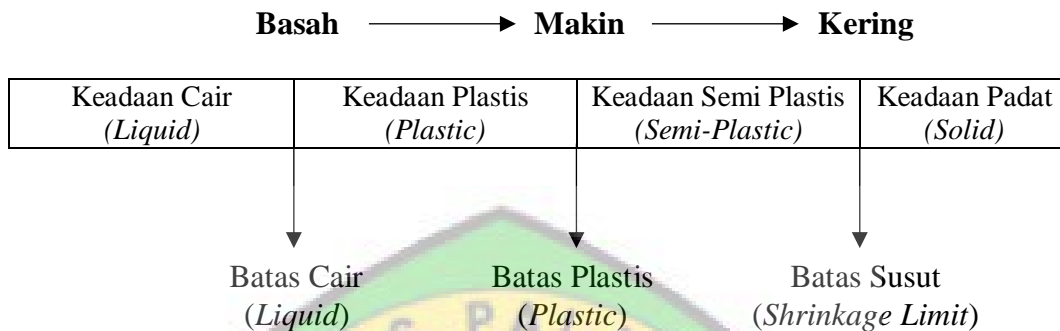 Basah Makin Kering
Keadaan Cair Keadaan Plastis Keadaan Semi Plastis Keadaan Padat
(Liquid) (Plastic) (Semi-Plastic) (Solid)
Batas Cair Batas Plastis Batas Susut
(Liquid) (Plastic) (Shrinkage Limit)